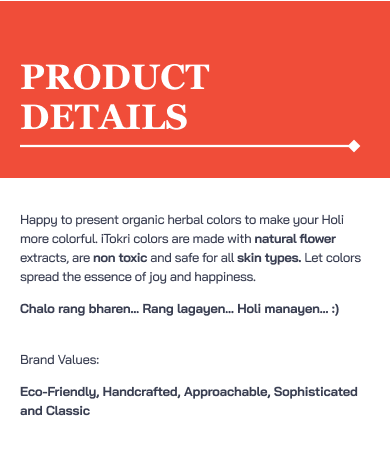 PRODUCT
DETAILS
Happy to present organic herbal colors to make your Holi
more colorful. iTokri colors are made with natural flower
extracts, are non toxic and safe for all skin types. Let colors
spread the essence of joy and happiness.
Chalo rang bharen... Rang lagayen... Holi manayen... :)
Brand Values:
Eco-Friendly, Handcrafted, Approachable, Sophisticated
and Classic